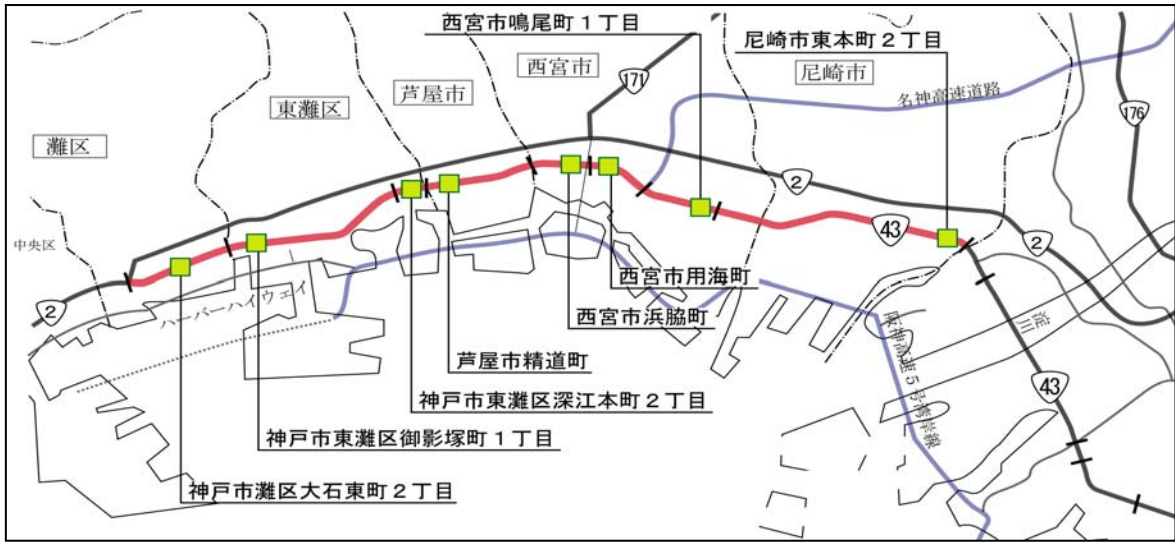 西宮市鳴尾町1丁目
尼崎市東本町2丁目
西宮市
171
尼崎市
芦屋市
名神高速道路
東灘区
176
灘区
2
43
中央区
2
西宮市用海町
ハーバーハイウェイ
2
西宮市浜脇町
淀川
阪神高速5号湾岸線
芦屋市精道町
43
神戸市東灘区深江本町2丁目
神戸市東灘区御影塚町1丁目
神戸市灘区大石東町2丁目